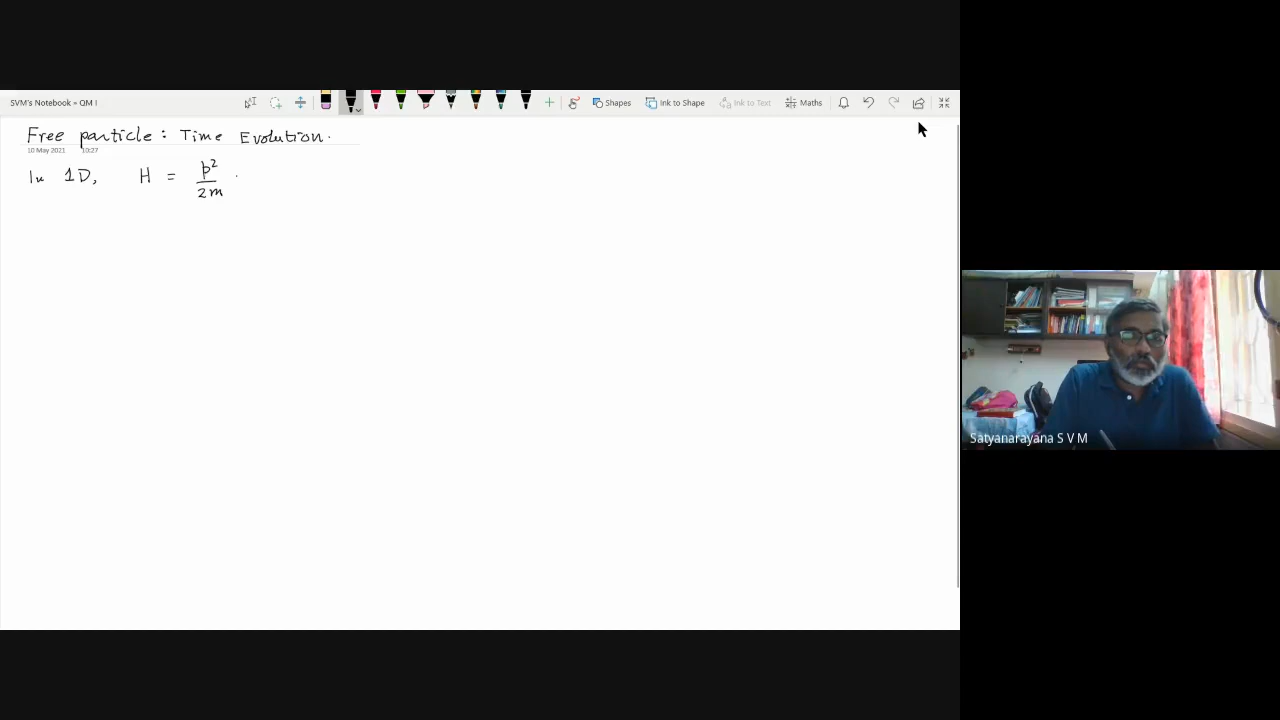 SVM's Notebook » QM I
Shapes
Ink to Shape
Ink to Text
Maths
Free particle: Time Evolution.
10 May 2021 10:27
In 1D, H = p²/2m .
Satyanarayana S V M